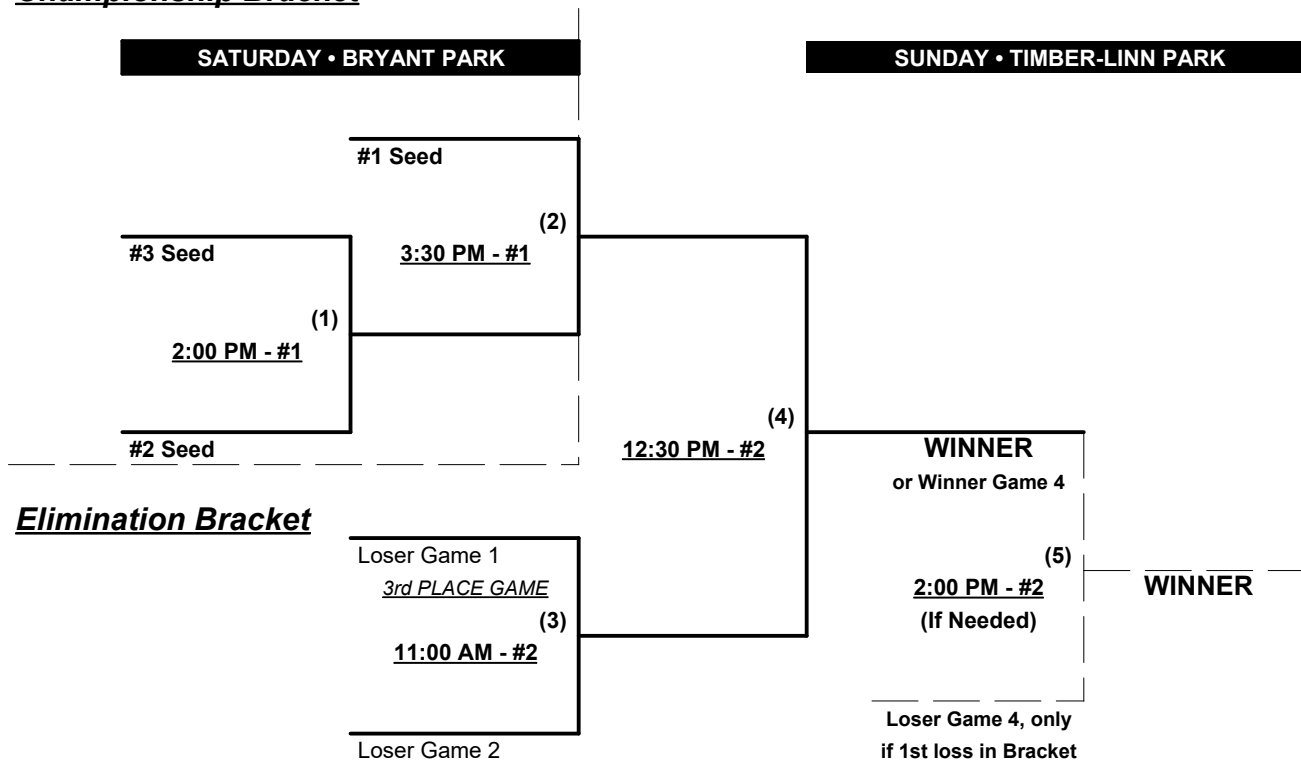 Championship Bracket
SATURDAY • BRYANT PARK
SUNDAY • TIMBER-LINN PARK
#1 Seed
(2)
3:30 PM - #1
#3 Seed
(1)
2:00 PM - #1
#2 Seed
(4)
12:30 PM - #2
WINNER
or Winner Game 4
Elimination Bracket
Loser Game 1
3rd PLACE GAME
(3)
11:00 AM - #2
Loser Game 2
(5)
2:00 PM - #2
(If Needed)
WINNER
Loser Game 4, only
if 1st loss in Bracket